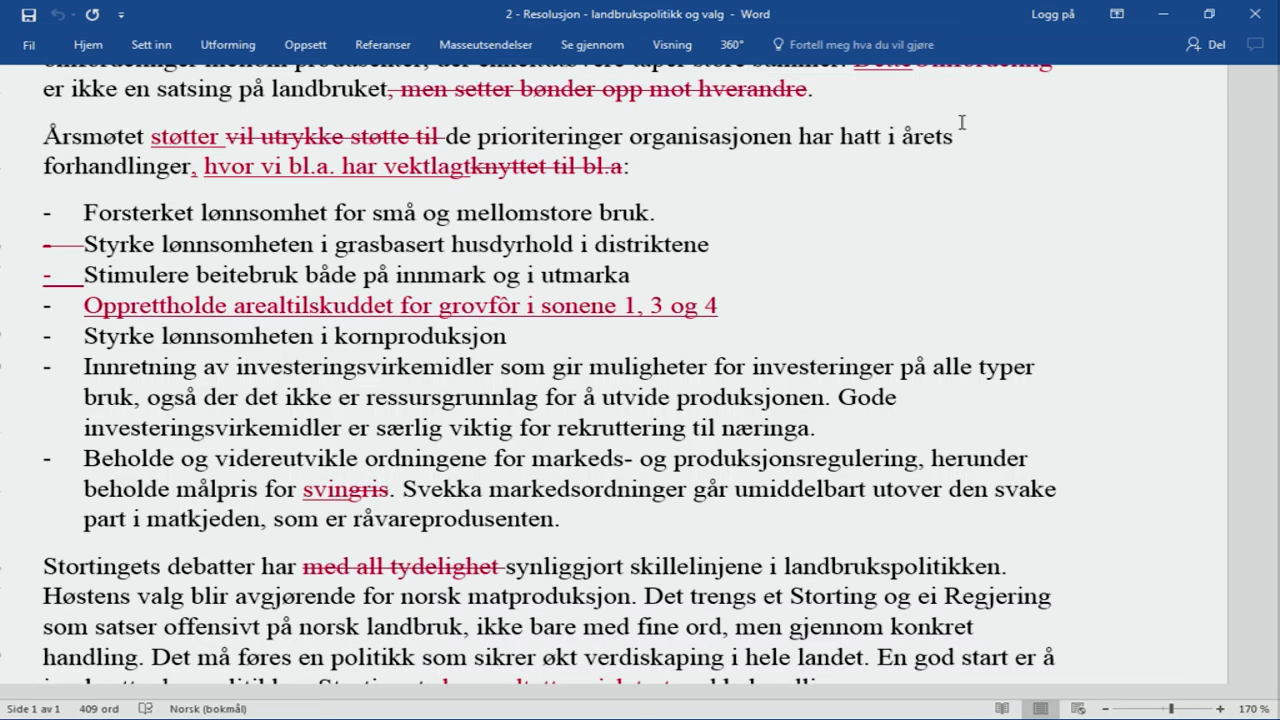 2 - Resolusjon - landbrukspolitikk og valg - Word
Logg på
Fil Hjem Sett inn Utforming Oppsett Referanser Masseutsendelser Se gjennom Visning 360° Fortell meg hva du vil gjøre Del
er ikke en satsing på landbruket, men setter bønder opp mot hverandre.
Årsmøtet støtter vil utrykke støtte til de prioriteringer organisasjonen har hatt i årets
forhandlinger, hvor vi bl.a. har vektlagtknyttet til bl.a:
- Forsterket lønnsomhet for små og mellomstore bruk.
- Styrke lønnsomheten i grasbasert husdyrhold i distriktene
- Stimulere beitebruk både på innmark og i utmarka
- Opprettholde arealtilskuddet for grovfôr i sonene 1, 3 og 4
- Styrke lønnsomheten i kornproduksjon
- Innretning av investeringsvirkemidler som gir muligheter for investeringer på alle typer
bruk, også der det ikke er ressursgrunnlag for å utvide produksjonen. Gode
investeringsvirkemidler er særlig viktig for rekruttering til næringa.
- Beholde og videreutvikle ordningene for markeds- og produksjonsregulering, herunder
beholde målpris for svingris. Svekka markedsordninger går umiddelbart utover den svake
part i matkjeden, som er råvareprodusenten.
Stortingets debatter har med all tydelighet synliggjort skillelinjene i landbrukspolitikken.
Høstens valg blir avgjørende for norsk matproduksjon. Det trengs et Storting og ei Regjering
som satser offensivt på norsk landbruk, ikke bare med fine ord, men gjennom konkret
handling. Det må føres en politikk som sikrer økt verdiskaping i hele landet. En god start er å
Side 1 av 1 409 ord Norsk (bokmål) 170 %